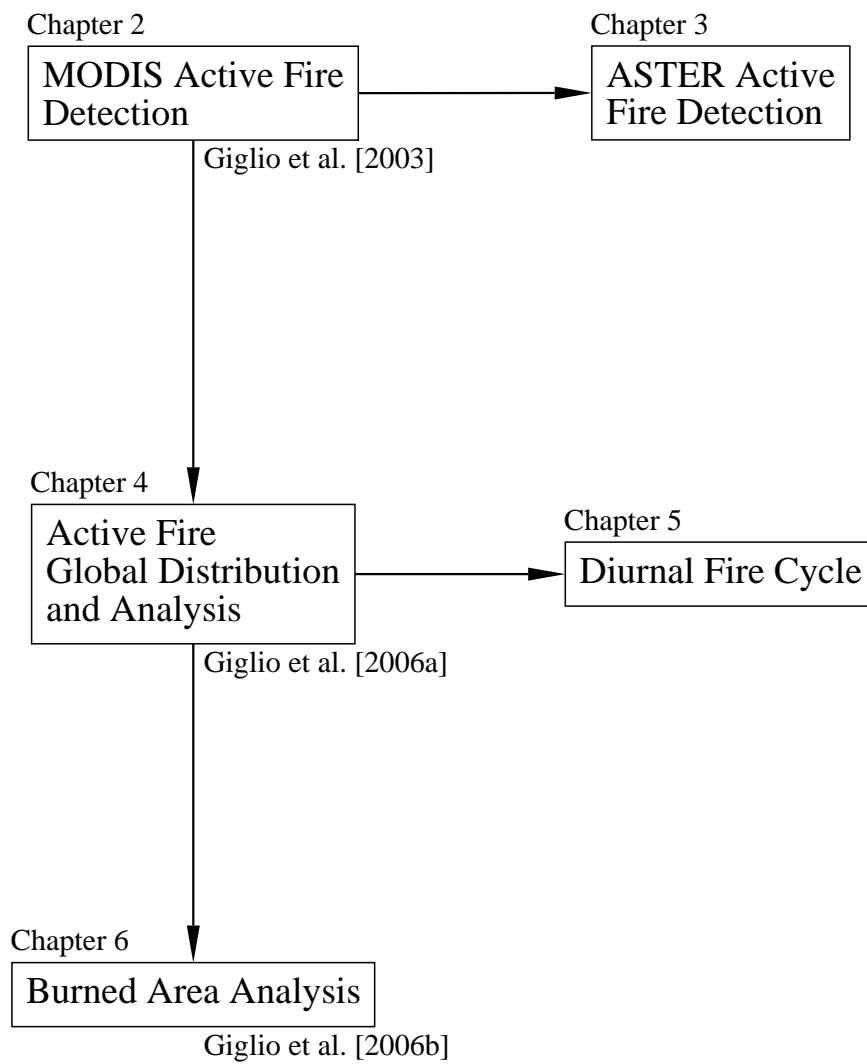 Chapter 2
MODIS Active Fire
Detection
Giglio et al. [2003]
Chapter 3
ASTER Active
Fire Detection
Chapter 4
Active Fire
Global Distribution
and Analysis
Giglio et al. [2006a]
Chapter 5
Diurnal Fire Cycle
Chapter 6
Burned Area Analysis
Giglio et al. [2006b]